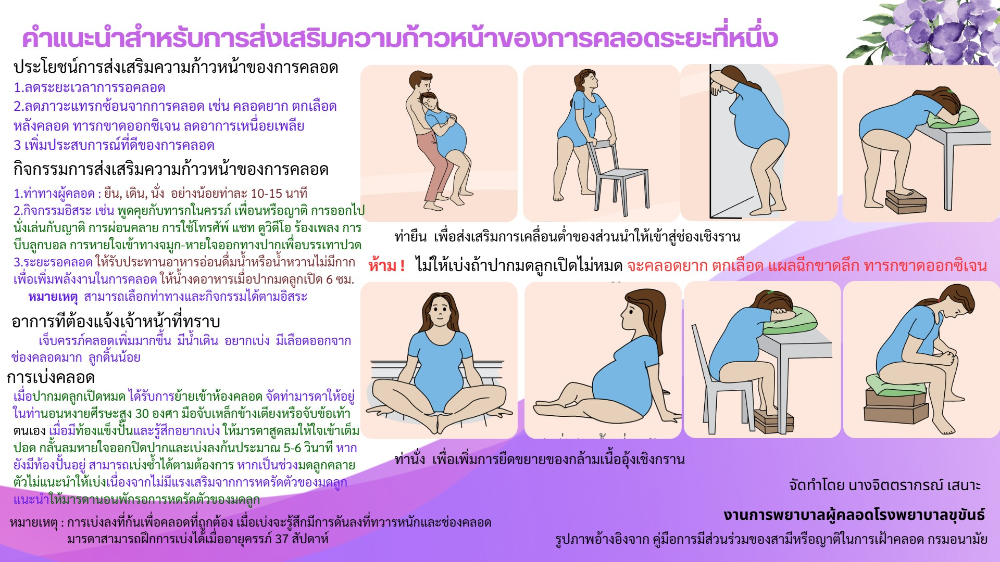 คำแนะนำสำหรับการส่งเสริมความก้าวหน้าของการคลอดระยะที่หนึ่ง
ประโยชน์การส่งเสริมความก้าวหน้าของการคลอด
1.ลดระยะเวลาการรอคลอด
2.ลดภาวะแทรกซ้อนจากการคลอด เช่น คลอดยาก ตกเลือด
หลังคลอด ทารกขาดออกซิเจน ลดอาการเหนื่อยเพลีย
3 เพิ่มประสบการณ์ที่ดีของการคลอด
กิจกรรมการส่งเสริมความก้าวหน้าของการคลอด
1.ท่าทางผู้คลอด : ยืน, เดิน, นั่ง อย่างน้อยท่าละ 10-15 นาที
2.กิจกรรมอิสระ เช่น พูดคุยกับทารกในครรภ์ เพื่อนหรือญาติ การออกไป
นั่งเล่นกับญาติ การผ่อนคลาย การใช้โทรศัพ์ แชท ดูวิดีโอ ร้องเพลง การ
บีบลูกบอล การหายใจเข้าทางจมูก-หายใจออกทางปากเพื่อบรรเทาปวด
3.ระยะรอคลอด ให้รับประทานอาหารอ่อนดื่มน้ำหรือน้ำหวานไม่มีกาก
เพื่อเพิ่มพลังงานในการคลอด ให้น้ำงดอาหารเมื่อปากมดลูกเปิด 6 ซม.
หมายเหตุ สามารถเลือกท่าทางและกิจกรรมได้ตามอิสระ
อาการทีต้องแจ้งเจ้าหน้าที่ทราบ
เจ็บครรภ์คลอดเพิ่มมากขึ้น มีน้ำเดิน อยากเบ่ง มีเลือดออกจาก
ช่องคลอดมาก ลูกดิ้นน้อย
การเบ่งคลอด
เมื่อปากมดลูกเปิดหมด ได้รับการย้ายเข้าห้องคลอด จัดท่ามารดาให้อยู่
ในท่านอนหงายศีรษะสูง 30 องศา มือจับเหล็กข้างเตียงหรือจับข้อเท้า
ตนเอง เมื่อมีท้องแข็งปั้นและรู้สึกอยากเบ่ง ให้มารดาสูดลมให้ใจเข้าเต็ม
ปอด กลั้นลมหายใจออกปิดปากและเบ่งลงก้นประมาณ 5-6 วินาที หาก
ยังมีท้องปั้นอยู่ สามารถเบ่งซ้ำได้ตามต้องการ หากเป็นช่วงมดลูกคลาย
ตัวไม่แนะนำให้เบ่งเนื่องจากไม่มีแรงเสริมจากการหดรัดตัวของมดลูก
แนะนำให้มารดานอนพักรอการหดรัดตัวของมดลูก
หมายเหตุ : การเบ่งลงที่ก้นเพื่อคลอดที่ถูกต้อง เมื่อเบ่งจะรู้สึกมีการดันลงที่ทวารหนักและช่องคลอด
มารดาสามารถฝึกการเบ่งได้เมื่ออายุครรภ์ 37 สัปดาห์
ท่ายืน เพื่อส่งเสริมการเคลื่อนต่ำของส่วนนำให้เข้าสู่ช่องเชิงราน
ห้าม ! ไม่ให้เบ่งถ้าปากมดลูกเปิดไม่หมด จะคลอดยาก ตกเลือด แผลฉีกขาดลึก ทารกขาดออกซิเจน
ท่านั่ง เพื่อเพิ่มการยืดขยายของกล้ามเนื้ออุ้งเชิงกราน
จัดทำโดย นางจิตตราภรณ์ เสนาะ
งานการพยาบาลผู้คลอดโรงพยาบาลขุขันธ์
รูปภาพอ้างอิงจาก คู่มือการมีส่วนร่วมของสามีหรือญาติในการเฝ้าคลอด กรมอนามัย